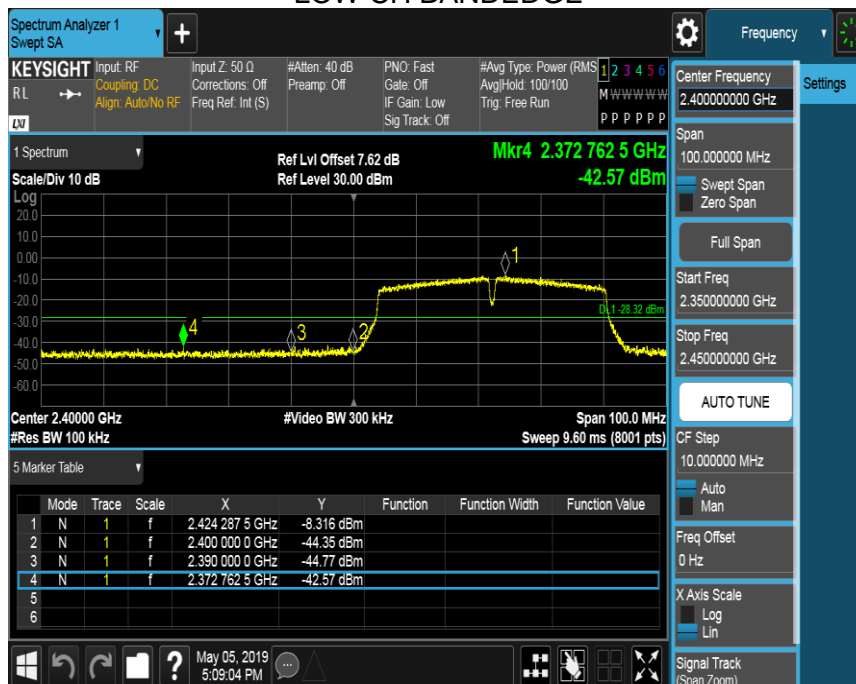 LOW CH BANDEDGE
Spectrum Analyzer 1
Swept SA
Frequency
KEYSIGHT
RL
LXI
Input: RF
Coupling: DC
Align: Auto/No RF
Input Z: 50 Ω
Corrections: Off
Freq Ref: Int (S)
#Atten: 40 dB
Preamp: Off
PNO: Fast
Gate: Off
IF Gain: Low
Sig Track: Off
#Avg Type: Power (RMS
Avg|Hold: 100/100
Trig: Free Run
1 2 3 4 5 6
M W W W W W
P P P P P P
Settings
1 Spectrum
Scale/Div 10 dB
Ref Lvl Offset 7.62 dB
Ref Level 30.00 dBm
Mkr4 2.372 762 5 GHz
-42.57 dBm
Log
20.0
10.0
0.00
-10.0
-20.0
-30.0
-40.0
-50.0
-60.0
1
2
3
4
DL1 -28.32 dBm
Center 2.40000 GHz
#Res BW 100 kHz
#Video BW 300 kHz
Span 100.0 MHz
Sweep 9.60 ms (8001 pts)
5 Marker Table
Mode Trace Scale X Y Function Function Width Function Value
1 N 1 f 2.424 287 5 GHz -8.316 dBm
2 N 1 f 2.400 000 0 GHz -44.35 dBm
3 N 1 f 2.390 000 0 GHz -44.77 dBm
4 N 1 f 2.372 762 5 GHz -42.57 dBm
5
6
May 05, 2019
5:09:04 PM
Center Frequency
2.400000000 GHz
Span
100.000000 MHz
Swept Span
Zero Span
Full Span
Start Freq
2.350000000 GHz
Stop Freq
2.450000000 GHz
AUTO TUNE
CF Step
10.000000 MHz
Auto
Man
Freq Offset
0 Hz
X Axis Scale
Log
Lin
Signal Track
(Span Zoom)